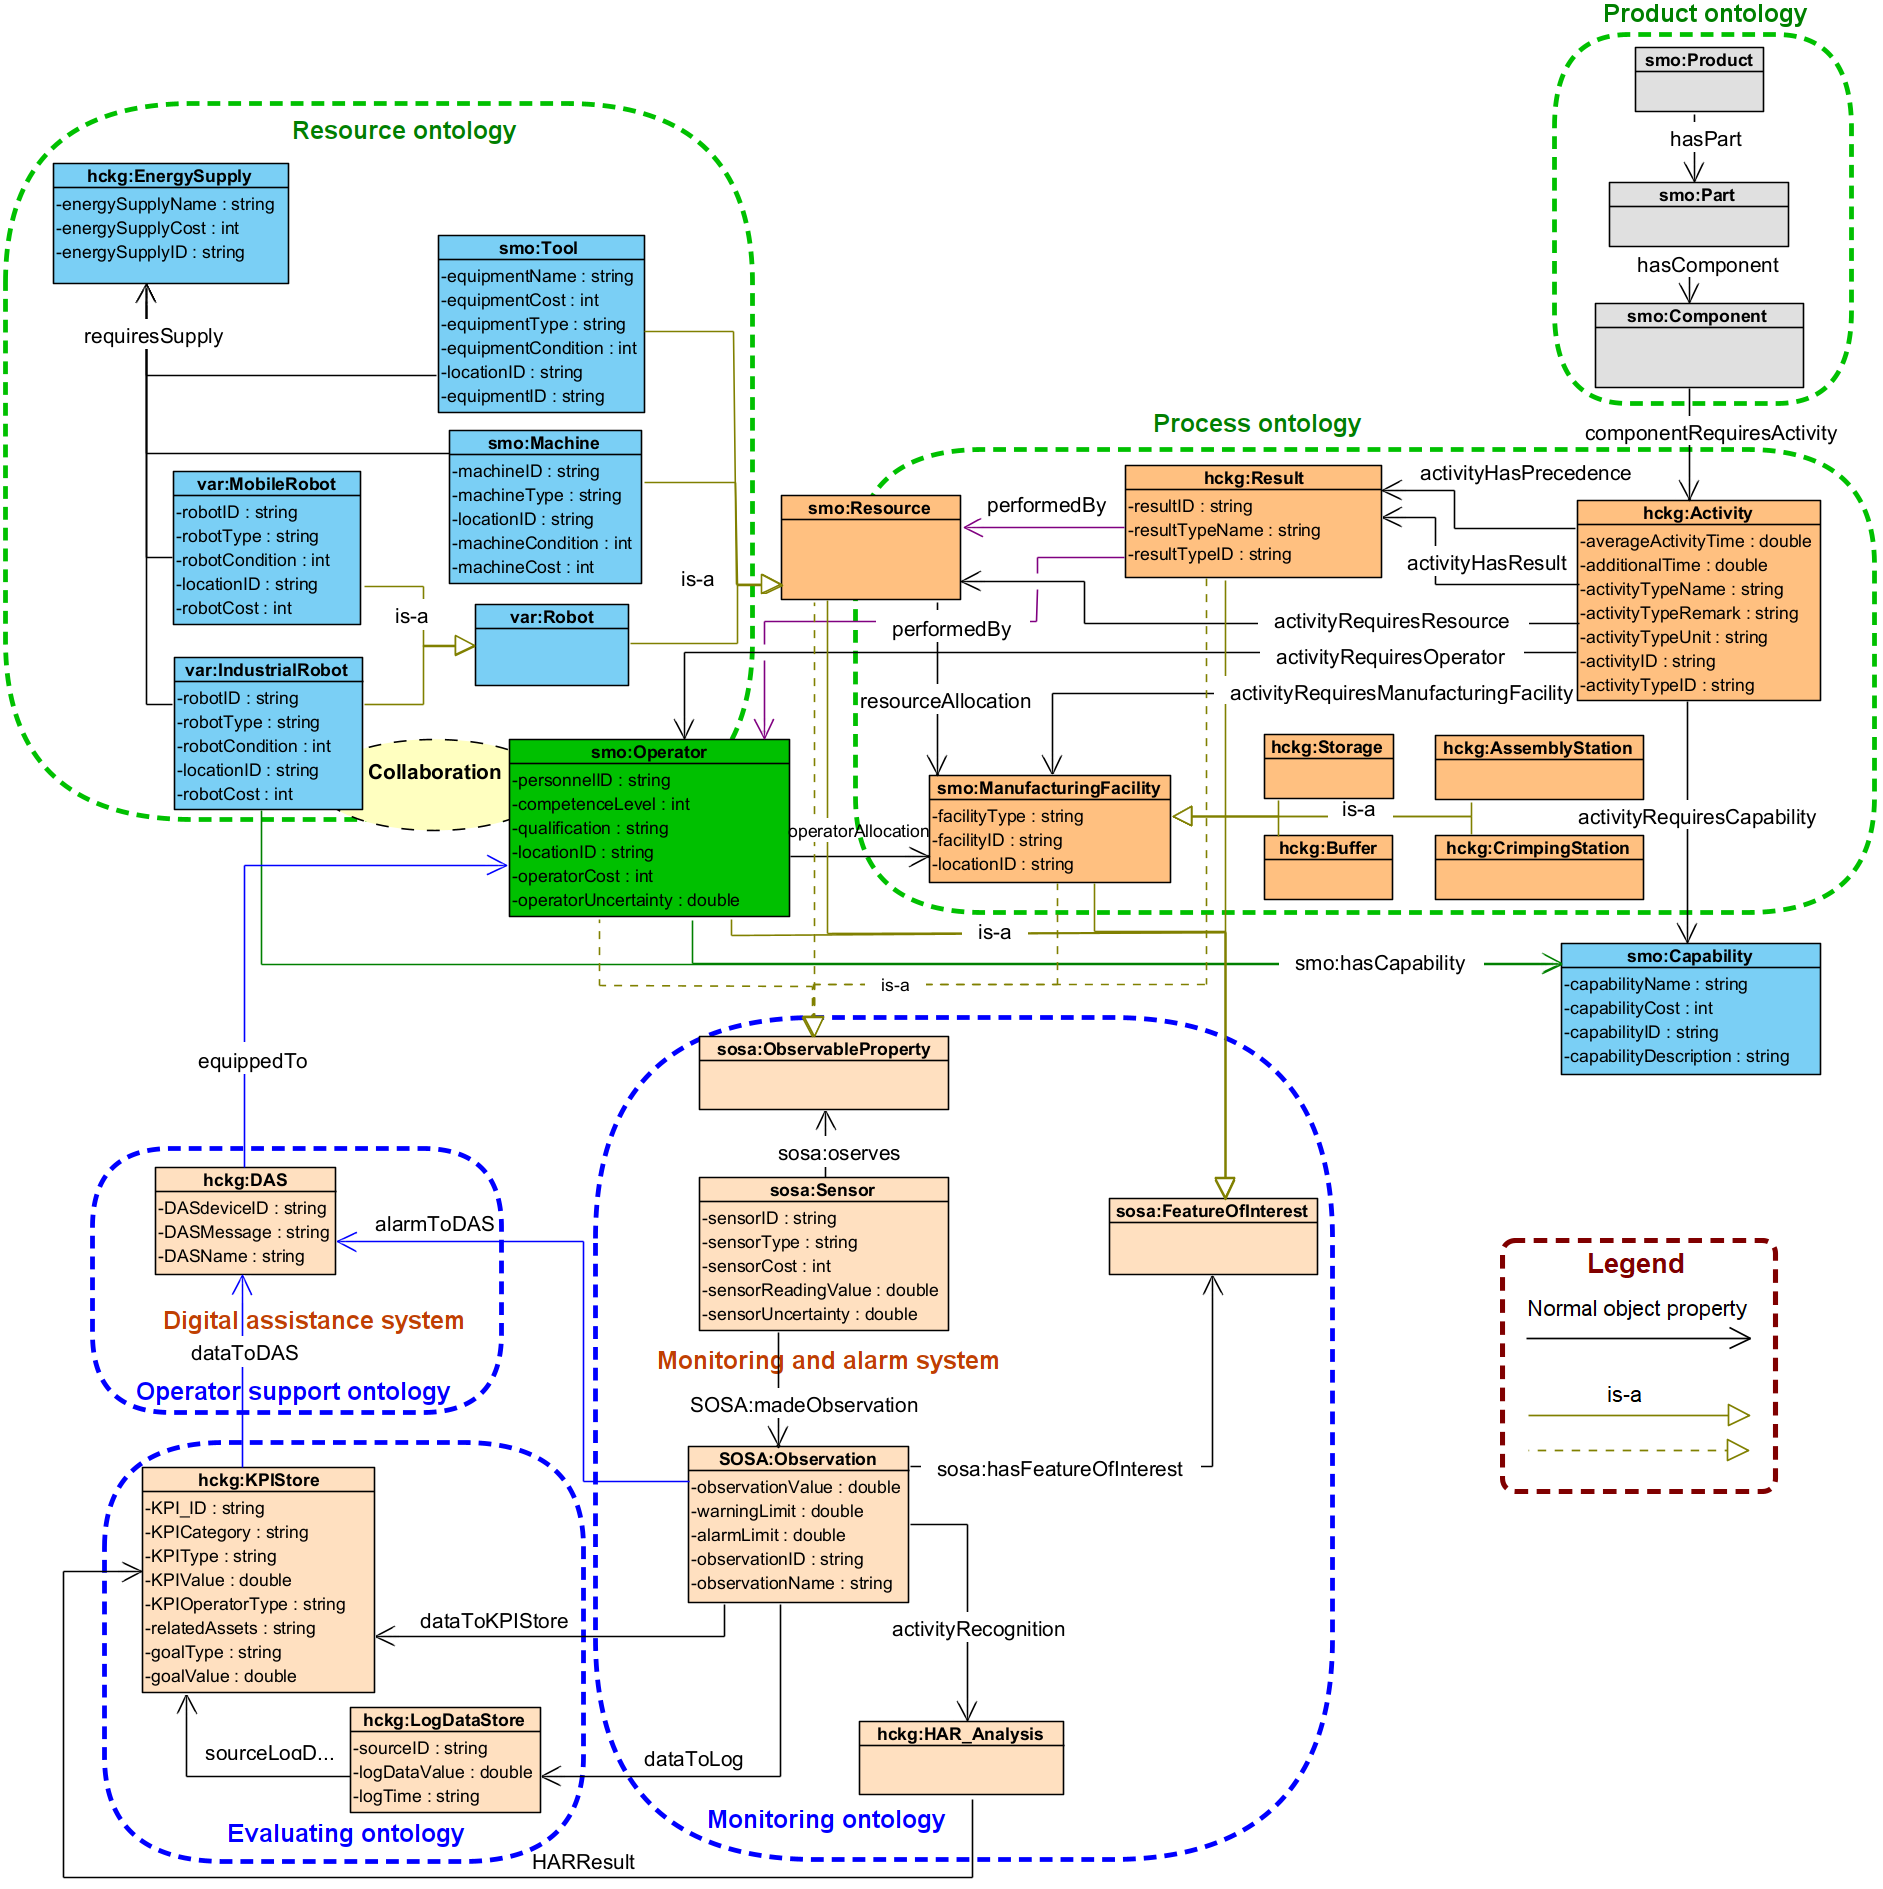 Product ontology
smo:Product
hasPart
smo:Part
hasComponent
smo:Component
componentRequiresActivity
Resource ontology
hckg:EnergySupply
-energySupplyName : string
-energySupplyCost : int
-energySupplyID : string
requiresSupply
smo:Tool
-equipmentName : string
-equipmentCost : int
-equipmentType : string
-equipmentCondition : int
-locationID : string
-equipmentID : string
smo:Machine
-machineID : string
-machineType : string
-locationID : string
-machineCondition : int
-machineCost : int
var:MobileRobot
-robotID : string
-robotType : string
-robotCondition : int
-locationID : string
-robotCost : int
is-a
var:Robot
is-a
var:IndustrialRobot
-robotID : string
-robotType : string
-robotCondition : int
-locationID : string
-robotCost : int
Collaboration
smo:Operator
-personnelID : string
-competenceLevel : int
-qualification : string
-locationID : string
-operatorCost : int
-operatorUncertainty : double
operatorAllocation
Process ontology
smo:Resource
performedBy
hckg:Result
-resultID : string
-resultTypeName : string
-resultTypeID : string
activityHasPrecedence
activityHasResult
hckg:Activity
-averageActivityTime : double
-additionalTime : double
-activityTypeName : string
-activityTypeRemark : string
-activityTypeUnit : string
-activityID : string
-activityTypeID : string
performedBy
activityRequiresResource
activityRequiresOperator
activityRequiresManufacturingFacility
resourceAllocation
smo:ManufacturingFacility
-facilityType : string
-facilityID : string
-locationID : string
hckg:Storage
hckg:AssemblyStation
is-a
hckg:Buffer
hckg:CrimpingStation
activityRequiresCapability
is-a
smo:hasCapability
is-a
smo:Capability
-capabilityName : string
-capabilityCost : int
-capabilityID : string
-capabilityDescription : string
equippedTo
sosa:ObservableProperty
sosa:oserves
sosa:Sensor
-sensorID : string
-sensorType : string
-sensorCost : int
-sensorReadingValue : double
-sensorUncertainty : double
sosa:FeatureOfInterest
hckg:DAS
-DASdeviceID : string
-DASMessage : string
-DASName : string
alarmToDAS
Digital assistance system
dataToDAS
Operator support ontology
Monitoring and alarm system
SOSA:madeObservation
SOSA:Observation
-observationValue : double
-warningLimit : double
-alarmLimit : double
-observationID : string
-observationName : string
sosa:hasFeatureOfInterest
Legend
Normal object property
is-a
hckg:KPIStore
-KPI_ID : string
-KPICategory : string
-KPIType : string
-KPIValue : double
-KPIOperatorType : string
-relatedAssets : string
-goalType : string
-goalValue : double
dataToKPIStore
activityRecognition
hckg:HAR_Analysis
hckg:LogDataStore
-sourceID : string
-logDataValue : double
-logTime : string
sourceLogD...
dataToLog
Monitoring ontology
Evaluating ontology
HARResult